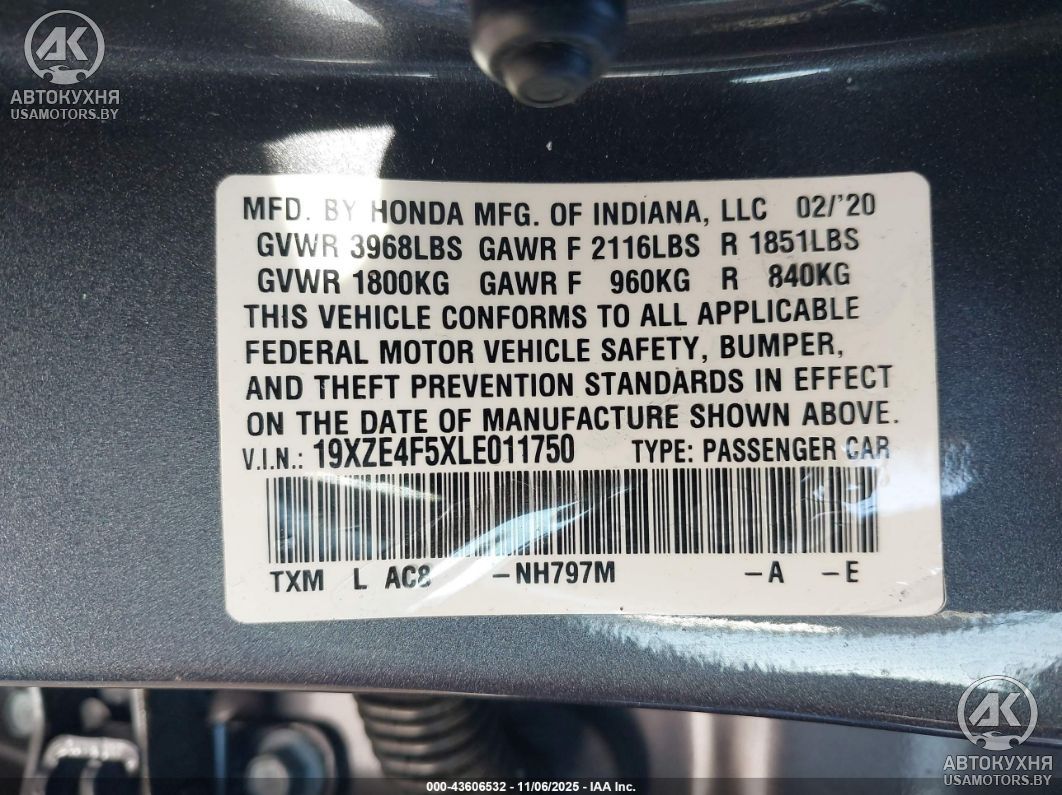 AK
АВТОКУХНЯ
USAMOTORS.BY
MFD. BY HONDA MFG. OF INDIANA, LLC 02/'20
GVWR 3968LBS GAWR F 2116LBS R 1851LBS
GVWR 1800KG GAWR F 960KG R 840KG
THIS VEHICLE CONFORMS TO ALL APPLICABLE
FEDERAL MOTOR VEHICLE SAFETY, BUMPER,
AND THEFT PREVENTION STANDARDS IN EFFECT
ON THE DATE OF MANUFACTURE SHOWN ABOVE.
V.I.N.: 19XZE4F5XLE011750 TYPE: PASSENGER CAR
TXM L AC8 -NH797M -A -E
AK
АВТОКУХНЯ
USAMOTORS.BY
000-43606532 - 11/06/2025 - IAA Inc.